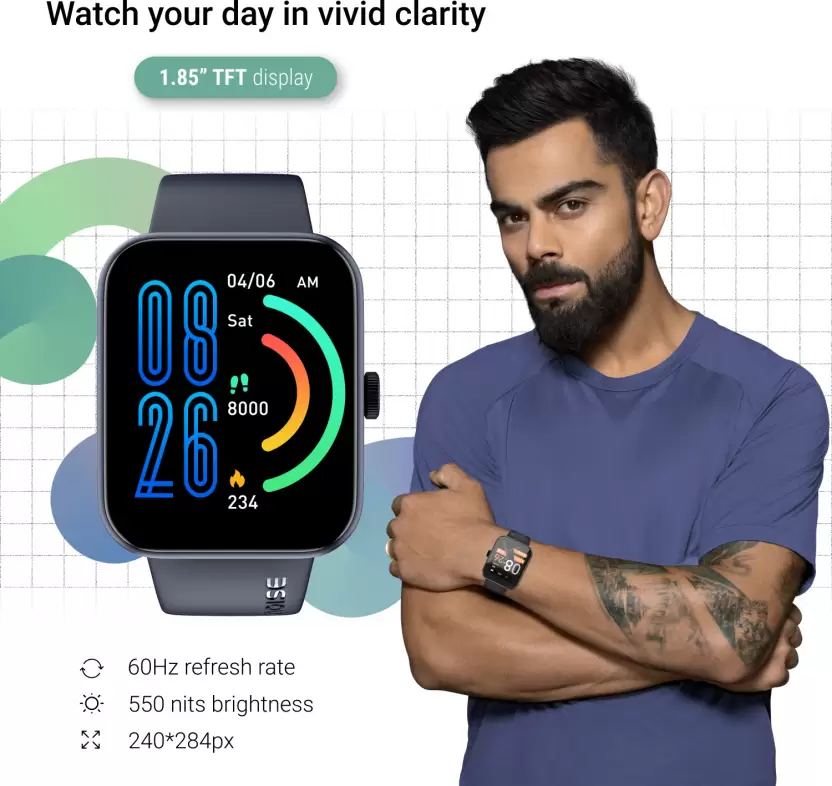 Watch your day in vivid clarity
1.85” TFT display
04/06 AM
08
Sat
8000
26
234
60Hz refresh rate
550 nits brightness
240*284px
08